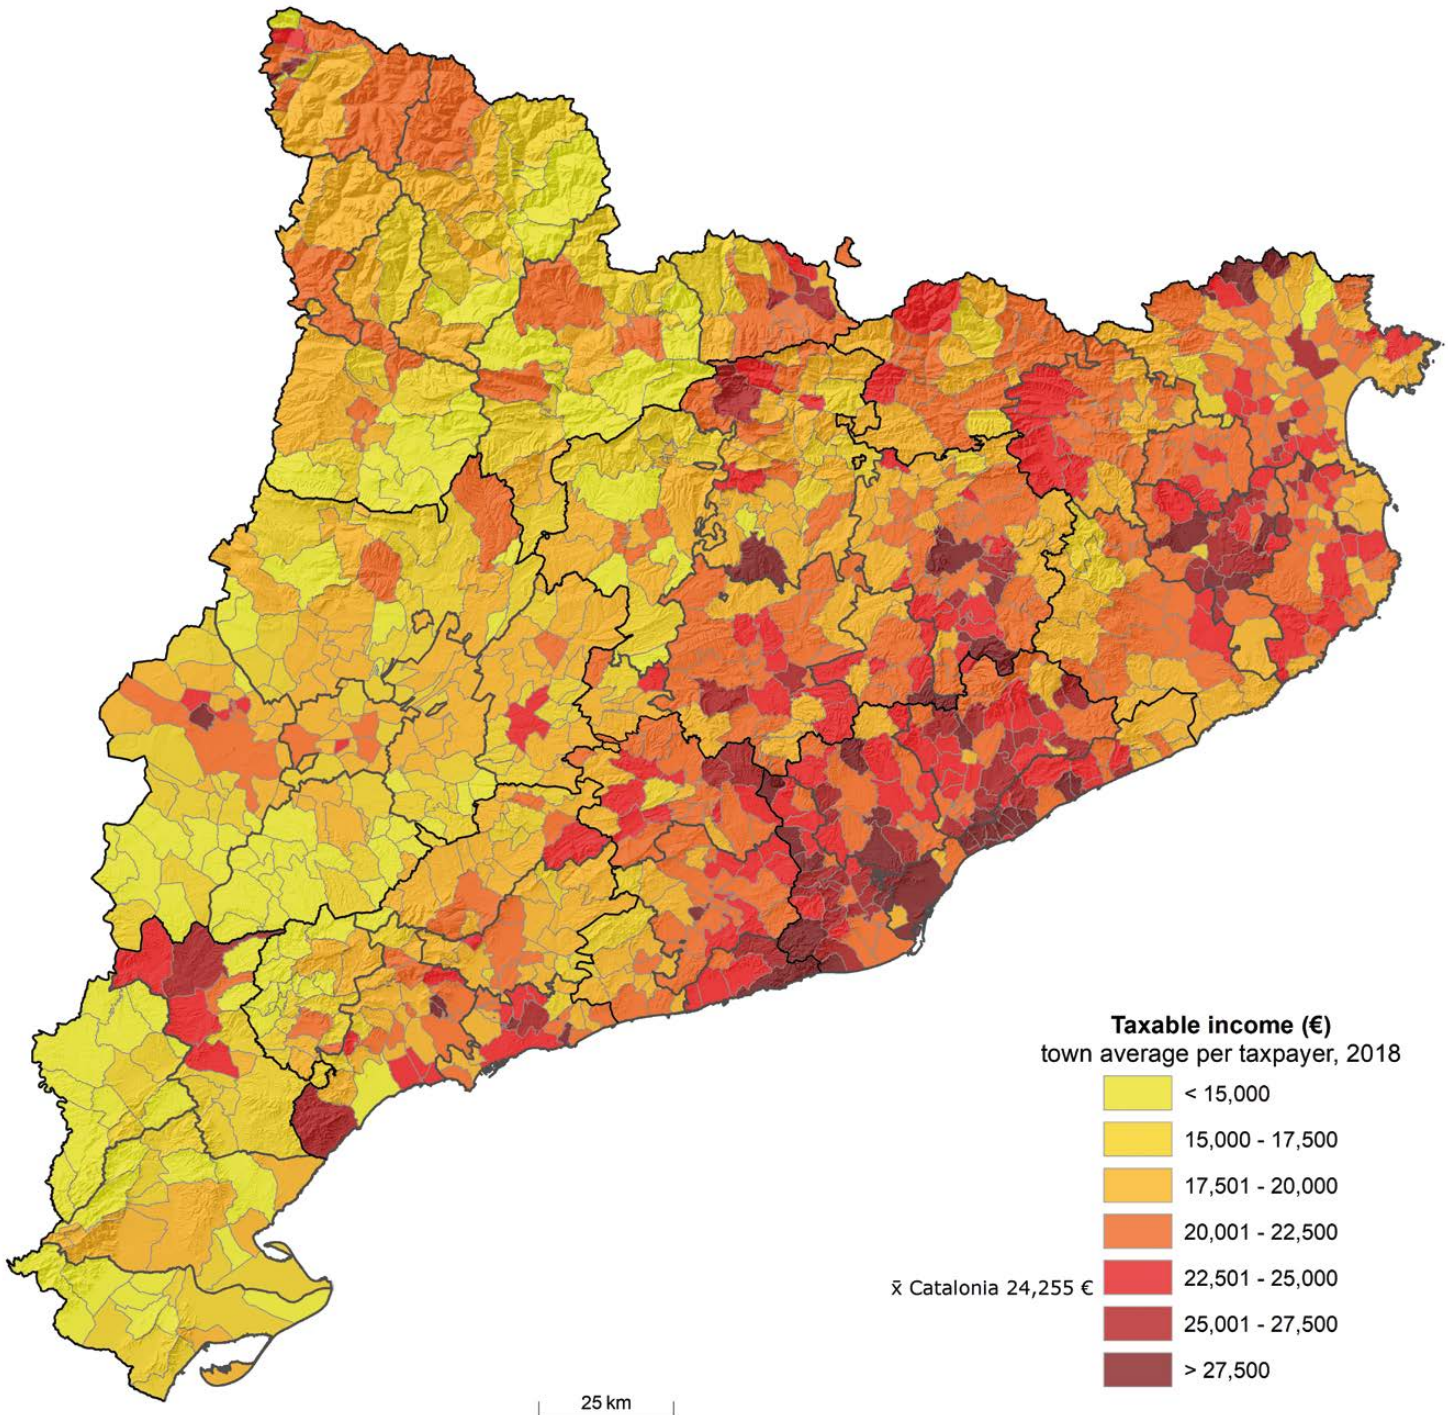 Taxable income (€)
town average per taxpayer, 2018
< 15,000
15,000 - 17,500
17,501 - 20,000
20,001 - 22,500
x̄ Catalonia 24,255 €
22,501 - 25,000
25,001 - 27,500
> 27,500
25 km